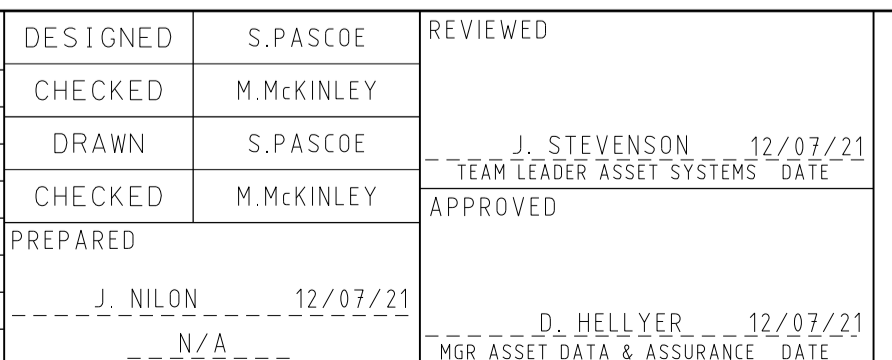 DESIGNED S.PASCOE
CHECKED M.McKINLEY
DRAWN S.PASCOE
CHECKED M.McKINLEY
PREPARED
J. NILON 12/07/21
N/A
REVIEWED
J. STEVENSON 12/07/21
TEAM LEADER ASSET SYSTEMS DATE
APPROVED
D. HELLYER 12/07/21
MGR ASSET DATA & ASSURANCE DATE